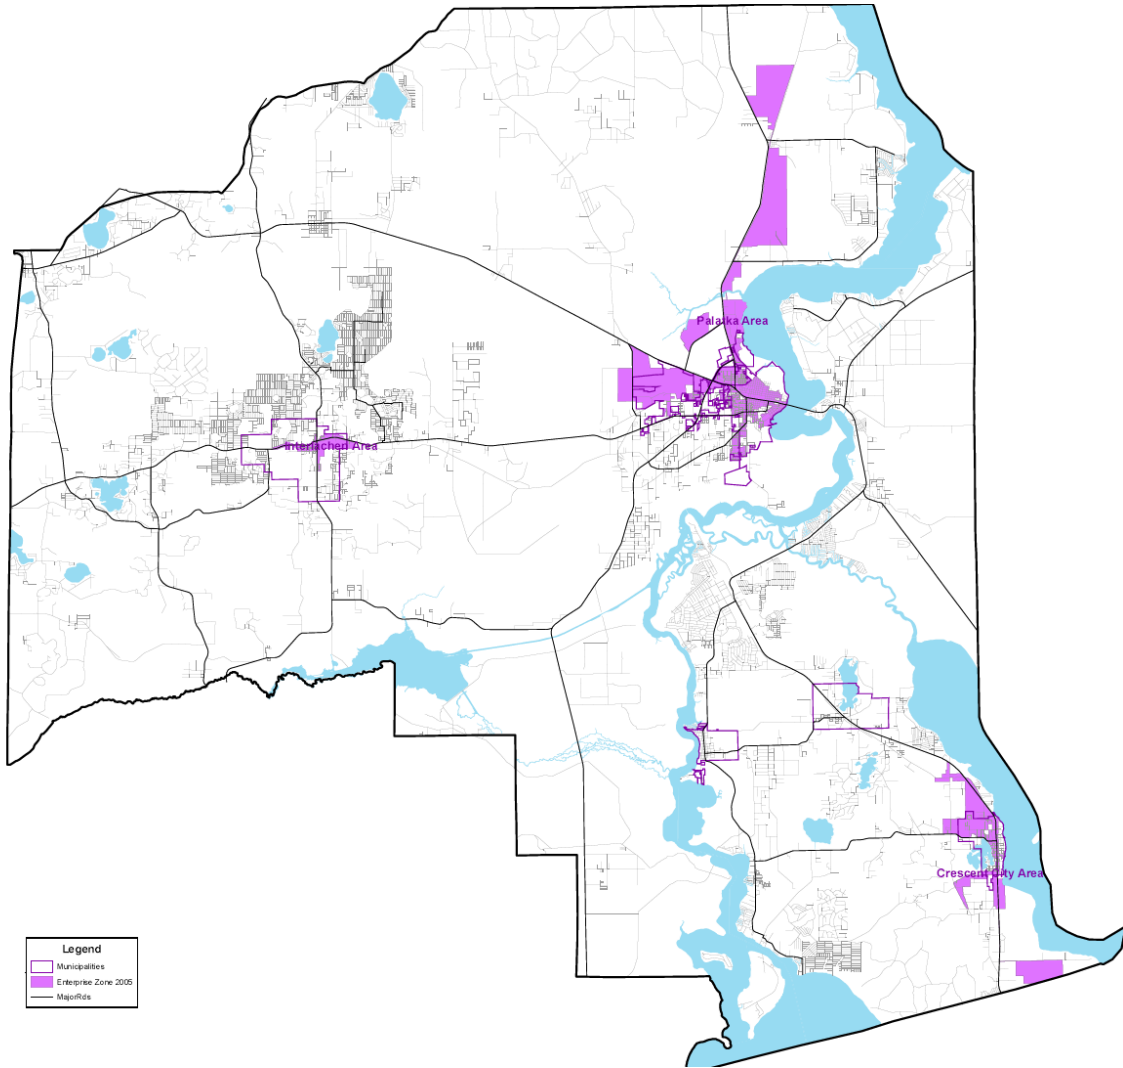 Palatka Area
Interlachen Area
Crescent City Area
Legend
Municipalities
Enterprise Zone 2005
MajorRds